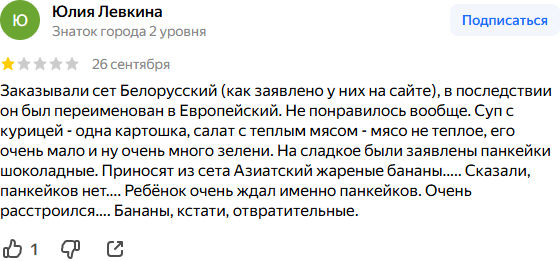 Ю
Юлия Левкина
Знаток города 2 уровня
Подписаться
26 сентября
Заказывали сет Белорусский (как заявлено у них на сайте), в последствии
он был переименован в Европейский. Не понравилось вообще. Суп с
курицей - одна картошка, салат с теплым мясом - мясо не теплое, его
очень мало и ну очень много зелени. На сладкое были заявлены панкейки
шоколадные. Приносят из сета Азиатский жареные бананы..... Сказали,
панкейков нет.... Ребёнок очень ждал именно панкейков. Очень
расстроился.... Бананы, кстати, отвратительные.
1